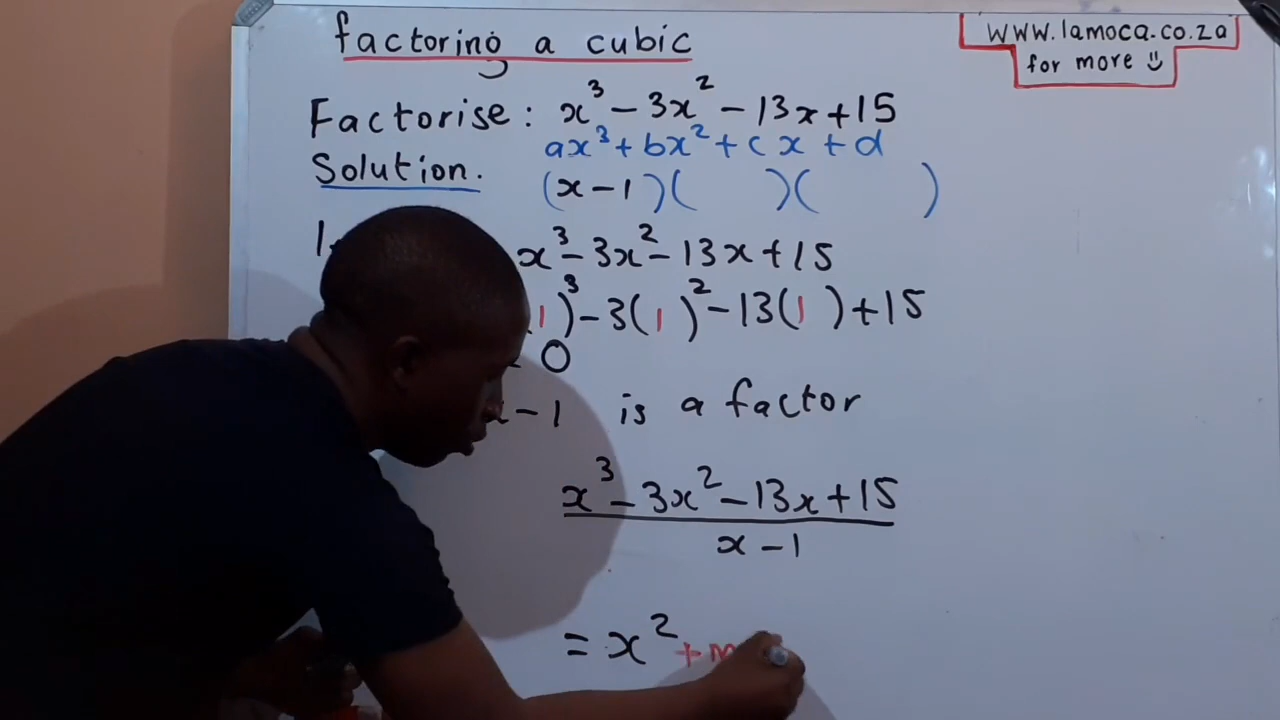 factoring a cubic
www.lamoca.co.za
for more
Factorise: x³ - 3x² - 13x + 15
ax³ + bx² + cx + d
Solution.
(x - 1)( )( )
x³ - 3x² - 13x + 15
1)³ - 3(1)² - 13(1) + 15
0
- 1 is a factor
x³ - 3x² - 13x + 15
x - 1
= x² + m